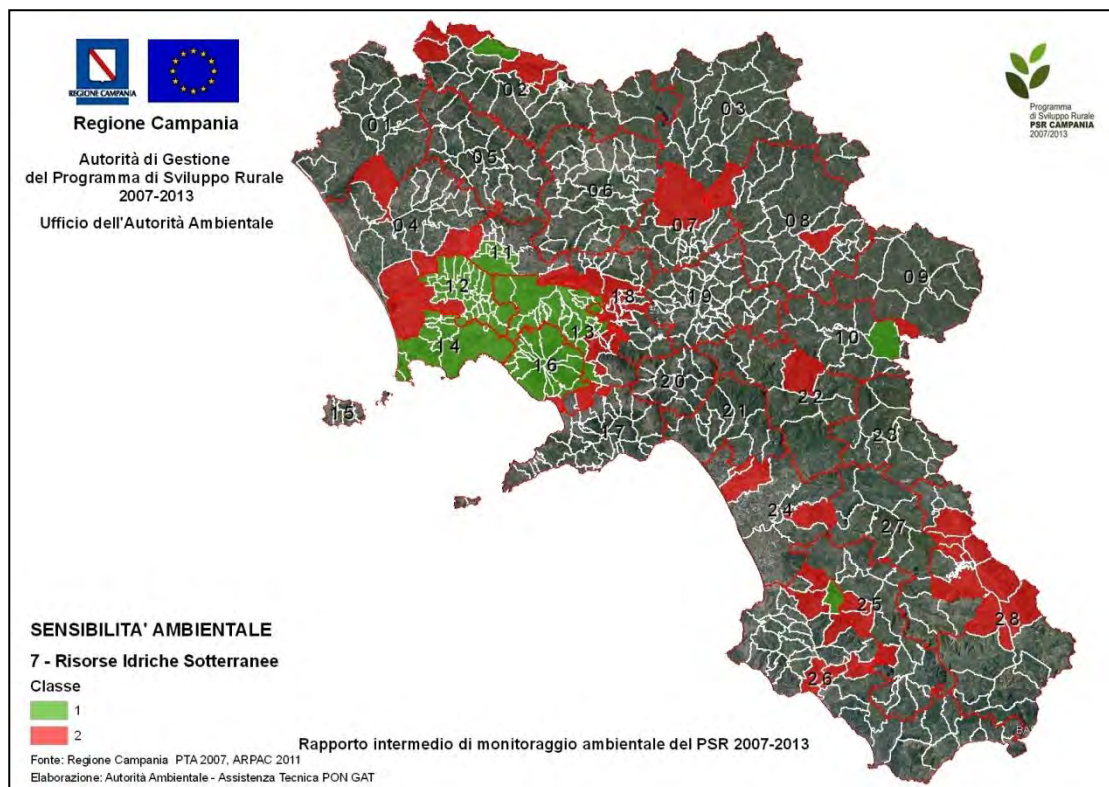 REGIONE CAMPANIA
Regione Campania
Autorità di Gestione
del Programma di Sviluppo Rurale
2007-2013
Ufficio dell'Autorità Ambientale
Programma
di Sviluppo Rurale
PSR CAMPANIA
2007/2013
01
02
03
04
05
06
07
08
09
10
11
12
13
14
15
16
17
18
19
20
21
22
23
24
25
26
27
28
SENSIBILITA' AMBIENTALE
7 - Risorse Idriche Sotterranee
Classe
1
2
Rapporto intermedio di monitoraggio ambientale del PSR 2007-2013
Fonte: Regione Campania PTA 2007, ARPAC 2011
Elaborazione: Autorità Ambientale - Assistenza Tecnica PON GAT